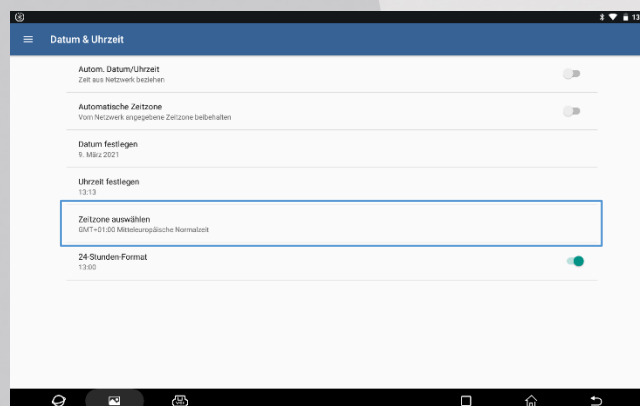 13
Datum & Uhrzeit
Autom. Datum/Uhrzeit
Zeit aus Netzwerk beziehen
Automatische Zeitzone
Vom Netzwerk angegebene Zeitzone beibehalten
Datum festlegen
9. März 2021
Uhrzeit festlegen
13:13
Zeitzone auswählen
GMT+01:00 Mitteleuropäische Normalzeit
24-Stunden-Format
13:00